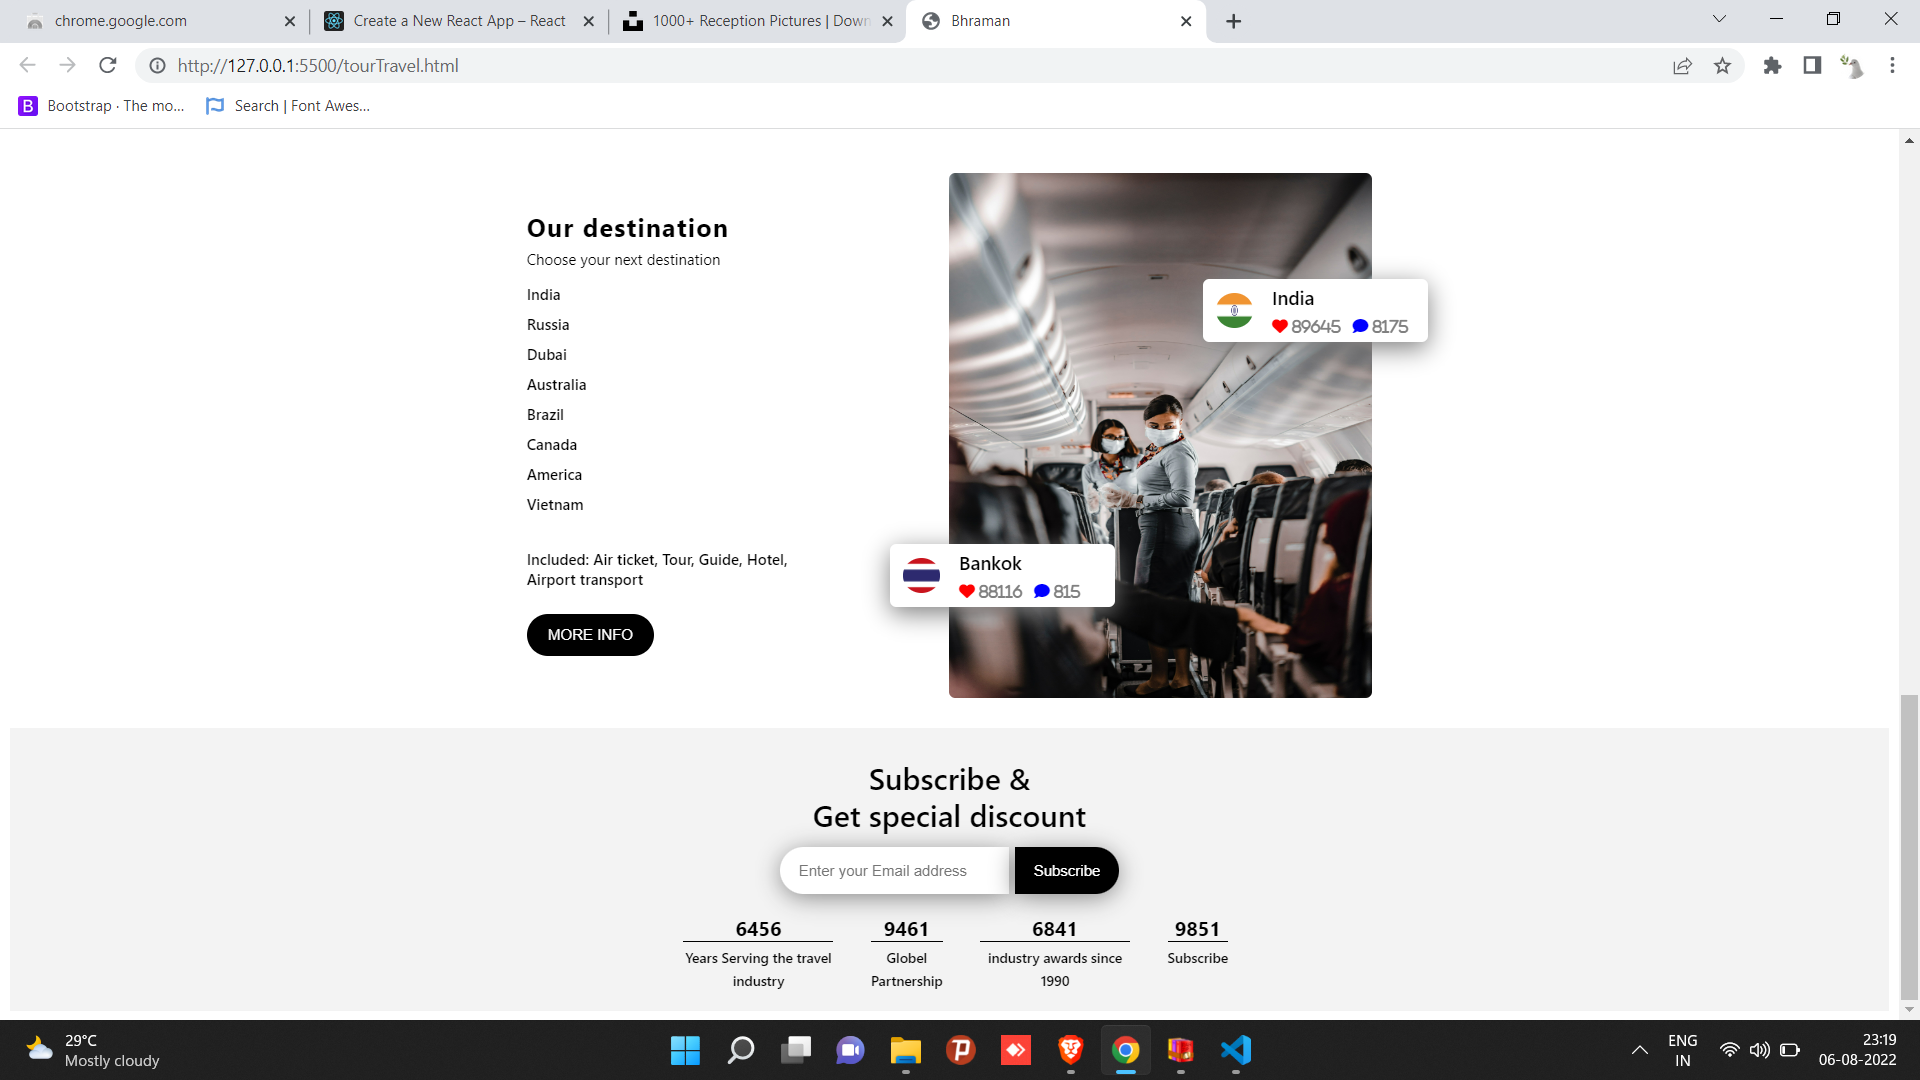 chrome.google.com
Create a New React App – React
1000+ Reception Pictures | Down
Bhraman
http://127.0.0.1:5500/tourTravel.html
Bootstrap · The mo...
Search | Font Awes...
Our destination
Choose your next destination
India
Russia
Dubai
Australia
Brazil
Canada
America
Vietnam
Included: Air ticket, Tour, Guide, Hotel,
Airport transport
MORE INFO
India
89645 8175
Bankok
88116 815
Subscribe &
Get special discount
Enter your Email address
Subscribe
6456
Years Serving the travel
industry
9461
Globel
Partnership
6841
industry awards since
1990
9851
Subscribe
29°C
Mostly cloudy
ENG
IN
23:19
06-08-2022